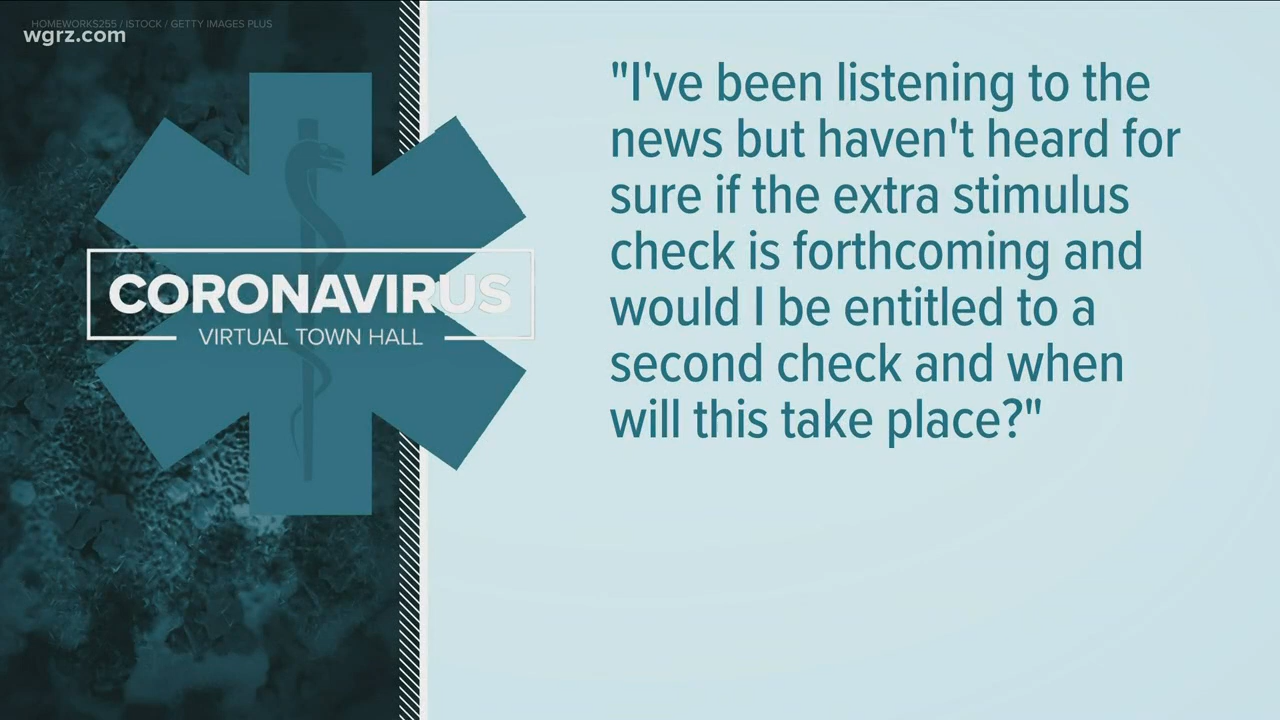 HOMEWORKS255 / ISTOCK / GETTY IMAGES PLUS
wgrz.com
CORONAVIRUS
VIRTUAL TOWN HALL
"I've been listening to the
news but haven't heard for
sure if the extra stimulus
check is forthcoming and
would I be entitled to a
second check and when
will this take place?"